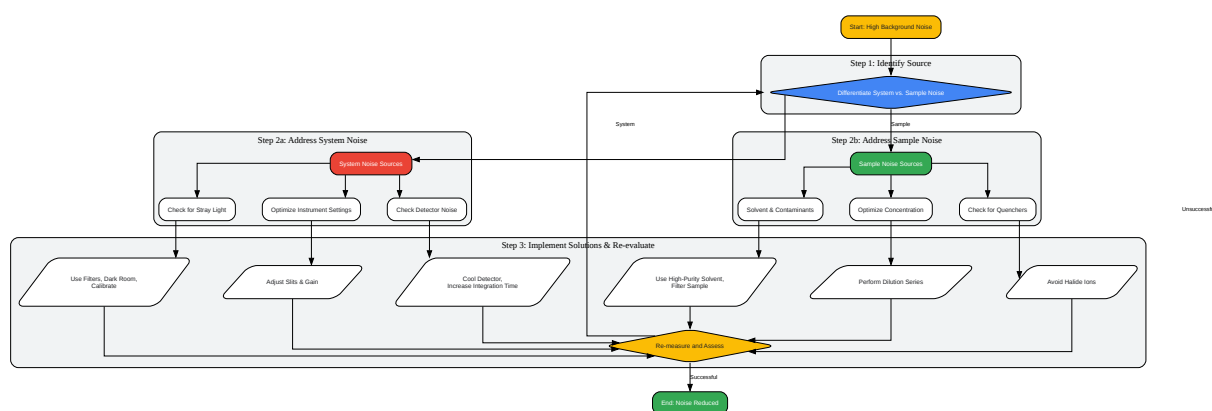 Start: High Background Noise
Step 1: Identify Source
Differentiate System vs. Sample Noise
System
Sample
Step 2a: Address System Noise
System Noise Sources
Check for Stray Light
Optimize Instrument Settings
Check Detector Noise
Step 2b: Address Sample Noise
Sample Noise Sources
Solvent & Contaminants
Optimize Concentration
Check for Quenchers
Step 3: Implement Solutions & Re-evaluate
Use Filters, Dark Room,
Calibrate
Adjust Slits & Gain
Cool Detector,
Increase Integration Time
Use High-Purity Solvent,
Filter Sample
Perform Dilution Series
Avoid Halide Ions
Re-measure and Assess
Successful
End: Noise Reduced